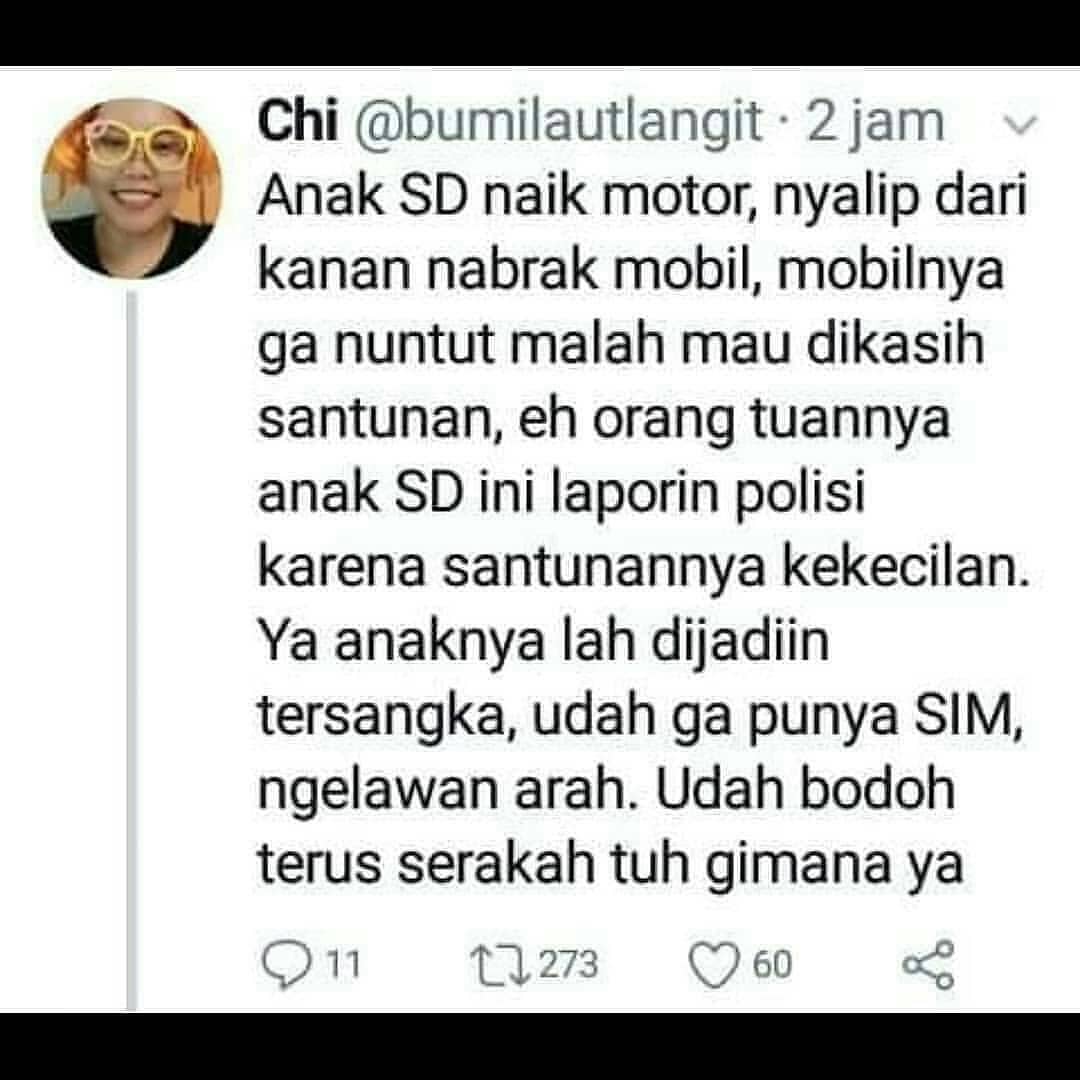 Chi @bumilautlangit · 2 jam
Anak SD naik motor, nyalip dari
kanan nabrak mobil, mobilnya
ga nuntut malah mau dikasih
santunan, eh orang tuannya
anak SD ini laporin polisi
karena santunannya kekecilan.
Ya anaknya lah dijadiin
tersangka, udah ga punya SIM,
ngelawan arah. Udah bodoh
terus serakah tuh gimana ya
11 273 60